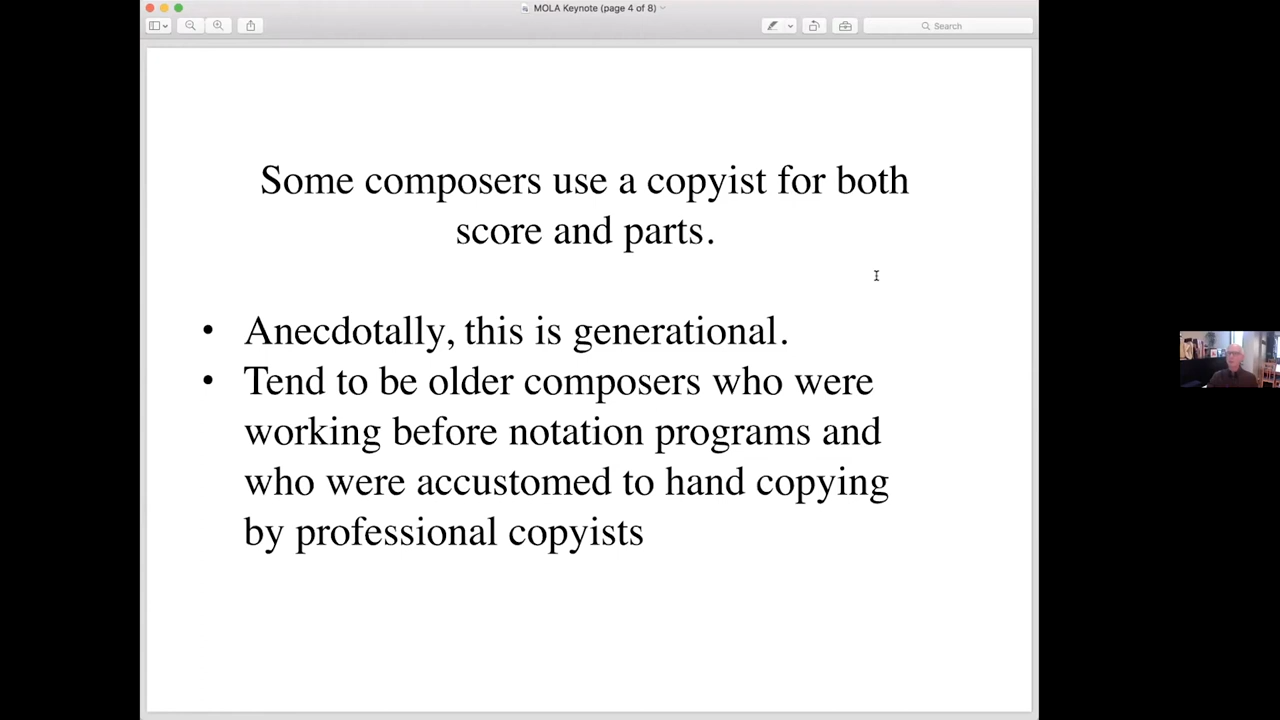 MOLA Keynote (page 4 of 8)
Search
Some composers use a copyist for both
score and parts.
• Anecdotally, this is generational.
• Tend to be older composers who were
working before notation programs and
who were accustomed to hand copying
by professional copyists